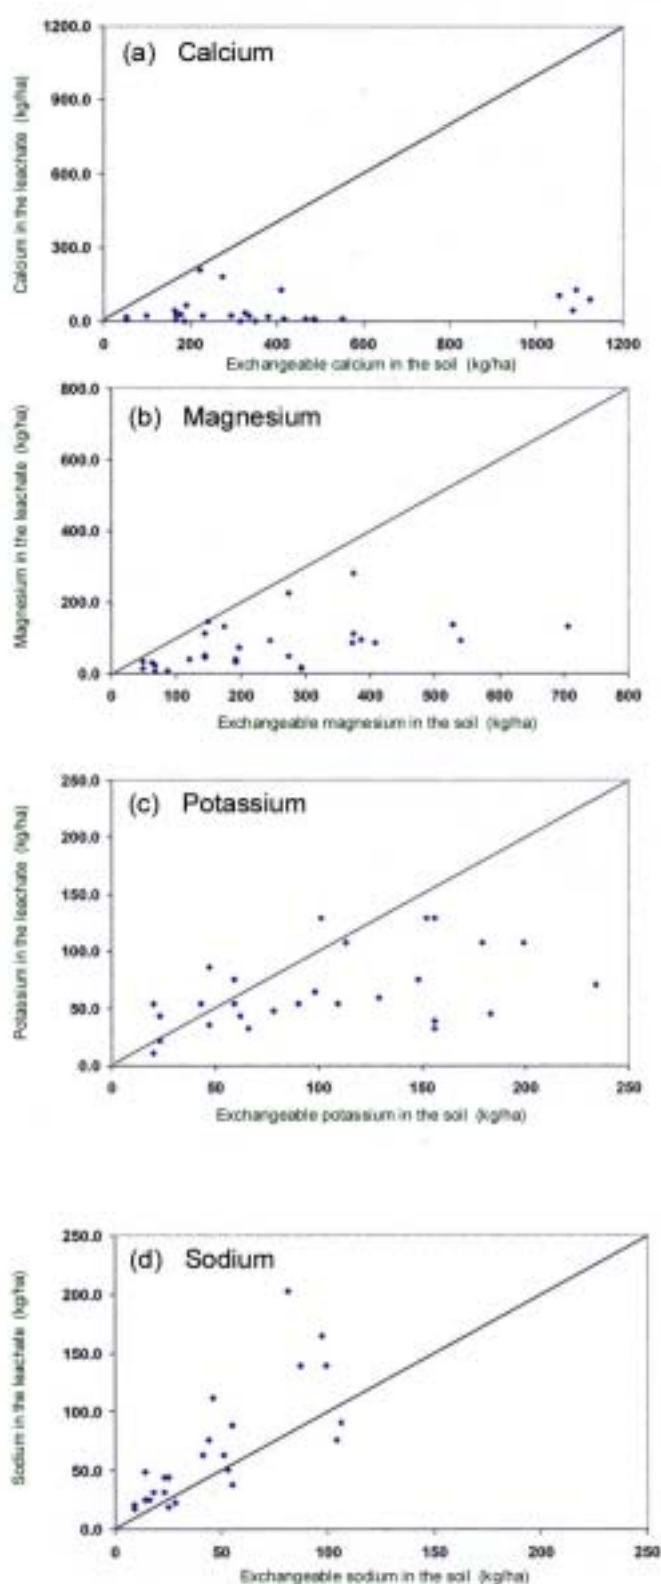 1200.0
(a) Calcium
900.0
600.0
300.0
0.0
Calcium in the leachate (kg/ha)
0 200 400 600 800 1000 1200
Exchangeable calcium in the soil (kg/ha)
800.0
(b) Magnesium
600.0
400.0
200.0
0.0
Magnesium in the leachate (kg/ha)
0 100 200 300 400 500 600 700 800
Exchangeable magnesium in the soil (kg/ha)
250.0
(c) Potassium
200.0
150.0
100.0
50.0
0.0
Potassium in the leachate (kg/ha)
0 50 100 150 200 250
Exchangeable potassium in the soil (kg/ha)
250.0
(d) Sodium
200.0
150.0
100.0
50.0
0.0
Sodium in the leachate (kg/ha)
0 50 100 150 200 250
Exchangeable sodium in the soil (kg/ha)